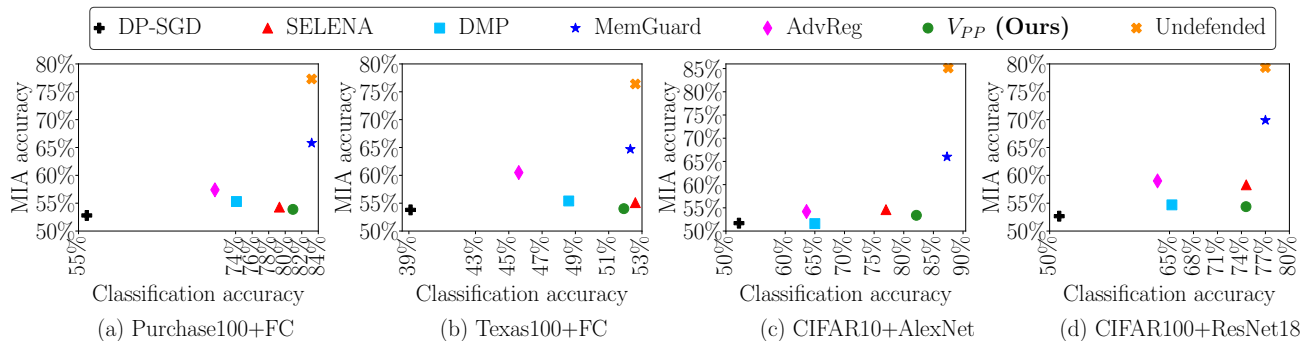 DP-SGD SELENA DMP MemGuard AdvReg V_PP (Ours) Undefended
MIA accuracy
80%
75%
70%
65%
60%
55%
50%
55% 74% 76% 78% 80% 82% 84%
Classification accuracy
(a) Purchase100+FC
MIA accuracy
80%
75%
70%
65%
60%
55%
50%
39% 43% 45% 47% 49% 51% 53%
Classification accuracy
(b) Texas100+FC
MIA accuracy
85%
80%
75%
70%
65%
60%
55%
50%
50% 60% 65% 70% 75% 80% 85% 90%
Classification accuracy
(c) CIFAR10+AlexNet
MIA accuracy
80%
75%
70%
65%
60%
55%
50%
50% 65% 68% 71% 74% 77% 80%
Classification accuracy
(d) CIFAR100+ResNet18